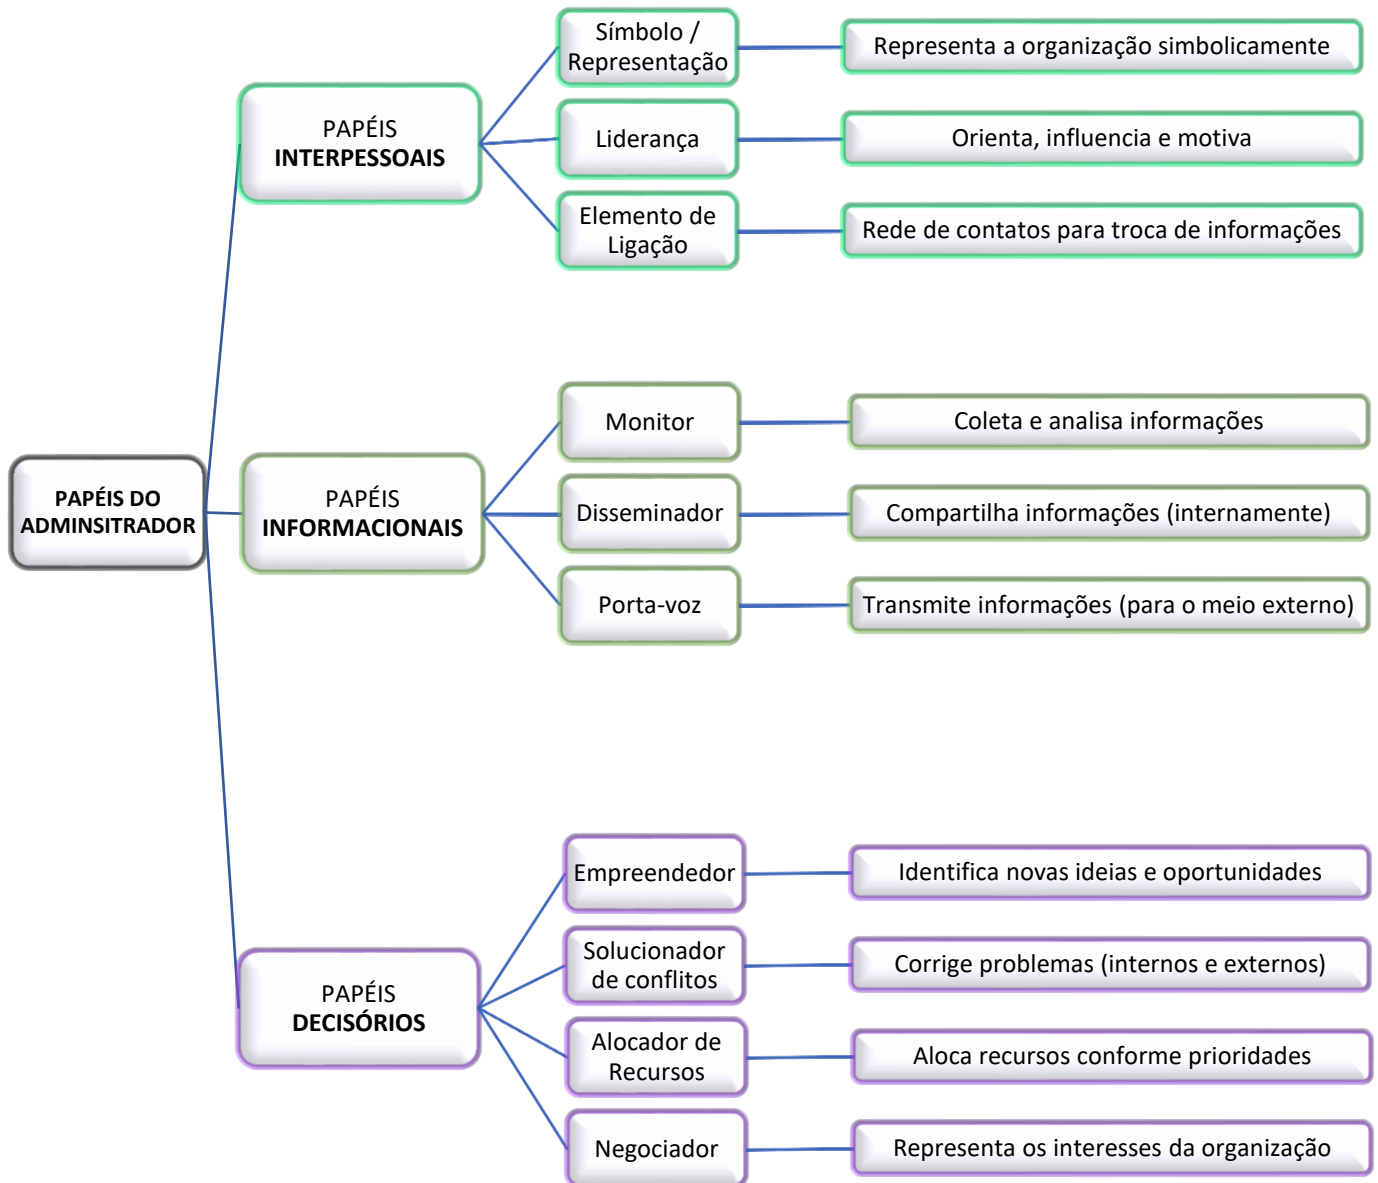 PAPÉIS DO
ADMINSITRADOR
PAPÉIS
INTERPESSOAIS
Símbolo /
Representação
Representa a organização simbolicamente
Liderança
Orienta, influencia e motiva
Elemento de
Ligação
Rede de contatos para troca de informações
PAPÉIS
INFORMACIONAIS
Monitor
Coleta e analisa informações
Disseminador
Compartilha informações (internamente)
Porta-voz
Transmite informações (para o meio externo)
PAPÉIS
DECISÓRIOS
Empreendedor
Identifica novas ideias e oportunidades
Solucionador
de conflitos
Corrige problemas (internos e externos)
Alocador de
Recursos
Aloca recursos conforme prioridades
Negociador
Representa os interesses da organização